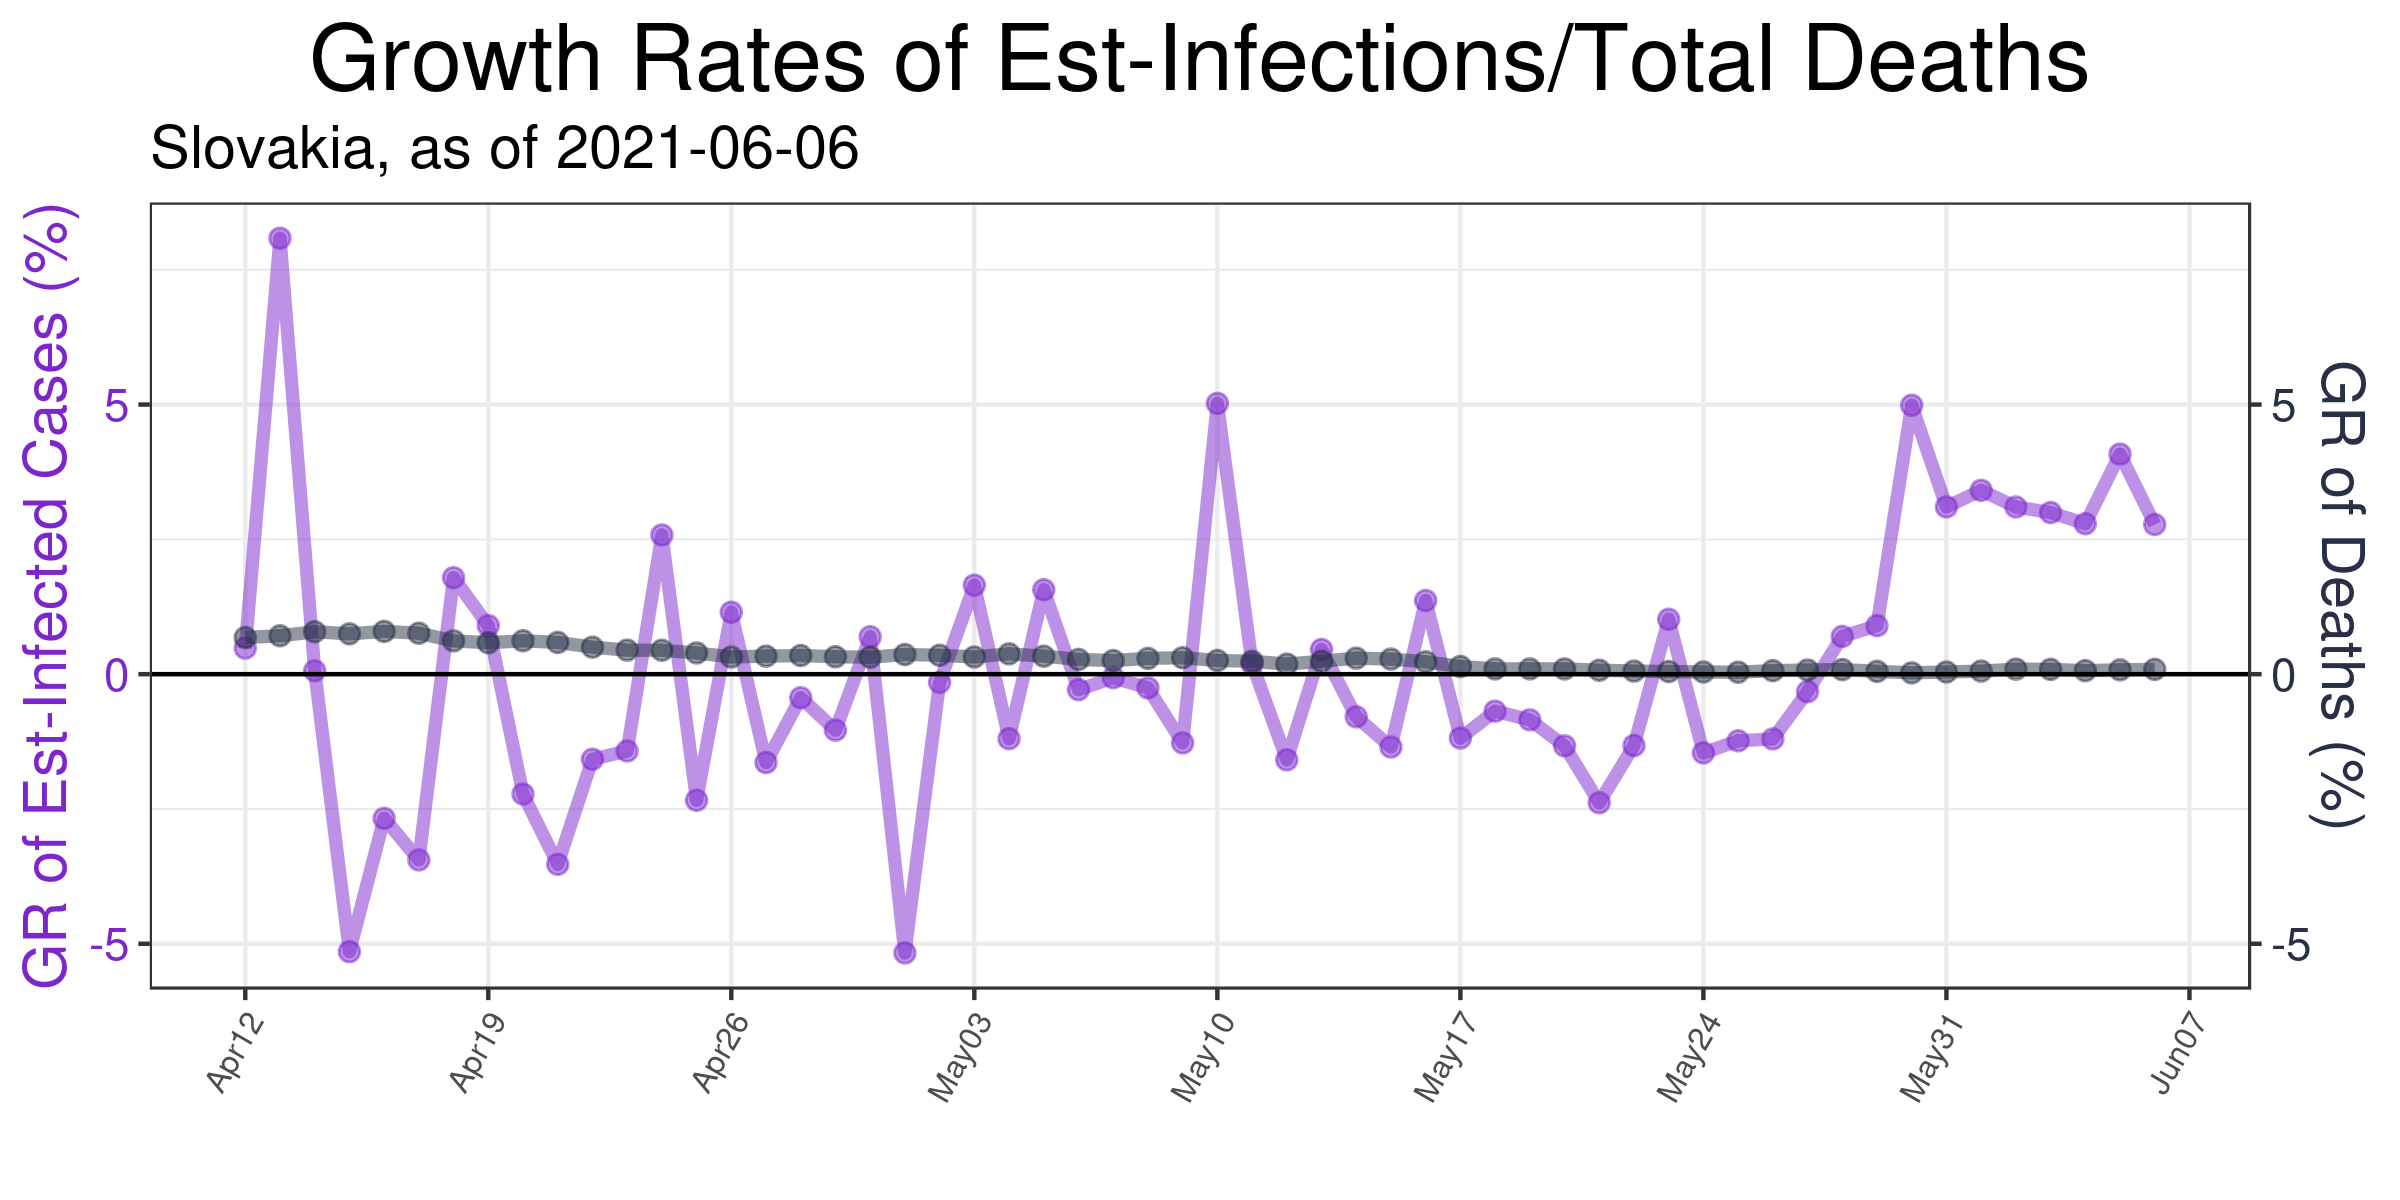 Growth Rates of Est-Infections/Total Deaths
Slovakia, as of 2021-06-06
GR of Est-Infected Cases (%)
5
0
-5
5
0
-5
GR of Deaths (%)
Apr12
Apr19
Apr26
May03
May10
May17
May24
May31
Jun07